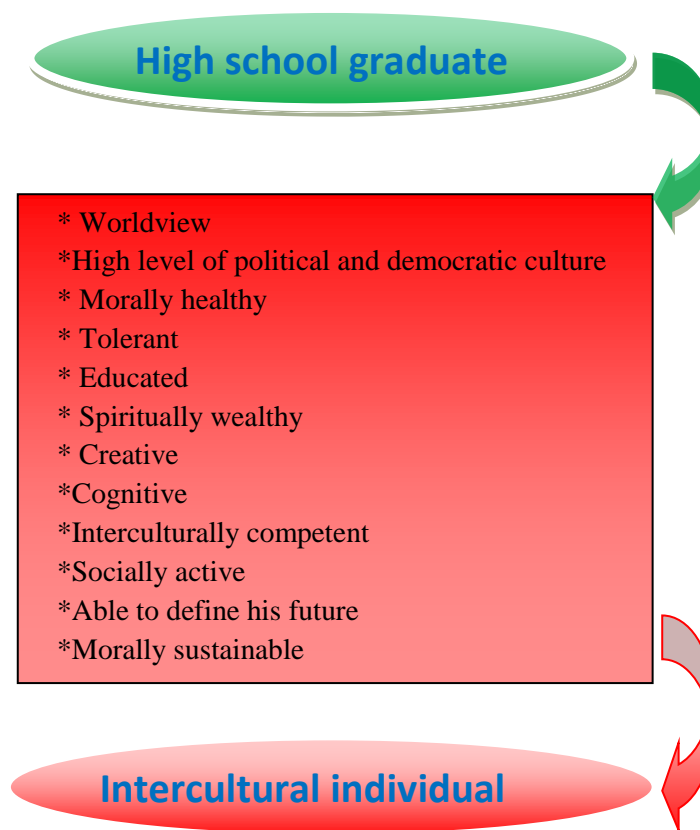 High school graduate
* Worldview
*High level of political and democratic culture
* Morally healthy
* Tolerant
* Educated
* Spiritually wealthy
* Creative
*Cognitive
*Interculturally competent
*Socially active
*Able to define his future
*Morally sustainable
Intercultural individual